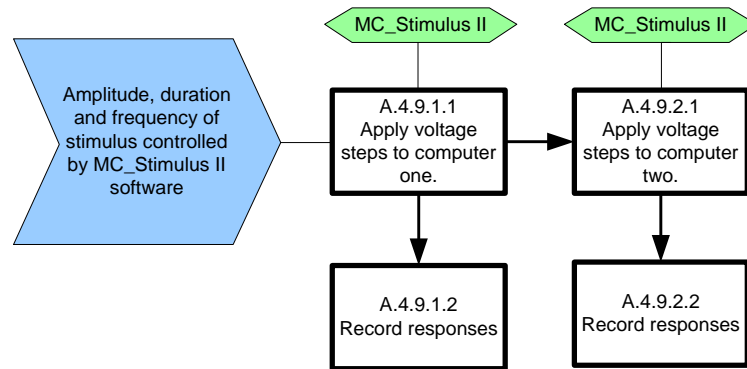 MC_Stimulus II
MC_Stimulus II
Amplitude, duration
and frequency of
stimulus controlled
by MC_Stimulus II
software
A.4.9.1.1
Apply voltage
steps to computer
one.
A.4.9.2.1
Apply voltage
steps to computer
two.
A.4.9.1.2
Record responses
A.4.9.2.2
Record responses